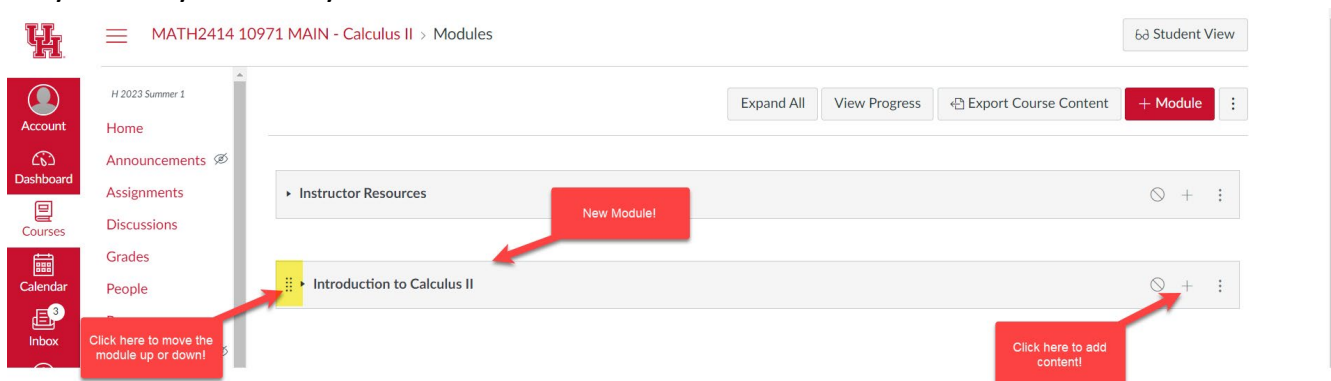 UH
MATH2414 10971 MAIN - Calculus II > Modules
Student View
H 2023 Summer 1
Expand All
View Progress
Export Course Content
+ Module
Account
Home
Announcements
Dashboard
Assignments
Instructor Resources
New Module!
Courses
Discussions
Grades
Calendar
People
Introduction to Calculus II
3
Inbox
Click here to move the
module up or down!
Click here to add
content!